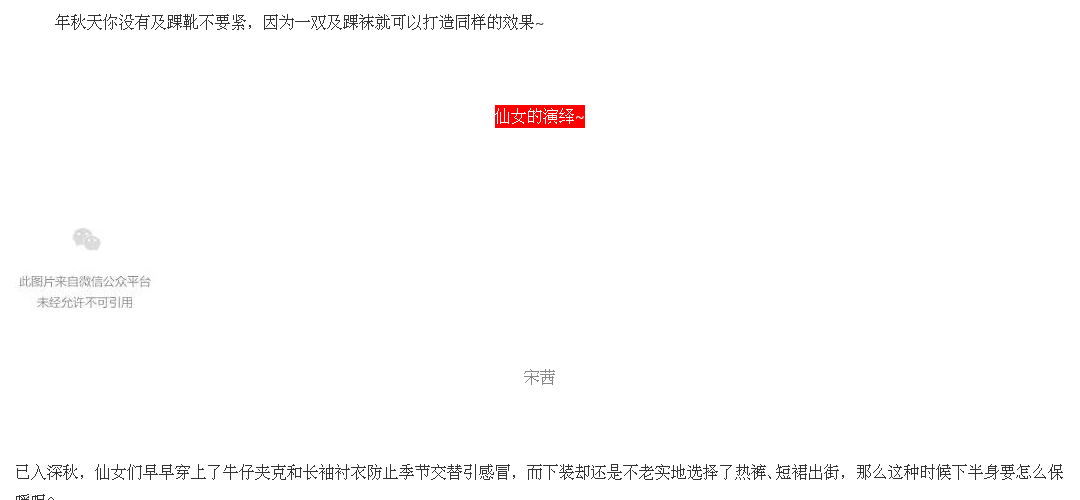 年秋天你没有及踝靴不要紧，因为一双及踝袜就可以打造同样的效果~
仙女的演绎~
此图片来自微信公众平台
未经允许不可引用
宋茜
已入深秋，仙女们早早穿上了牛仔夹克和长袖衬衣防止季节交替引感冒，而下装却还是不老实地选择了热裤、短裙出街，那么这种时候下半身要怎么保
暖呢~